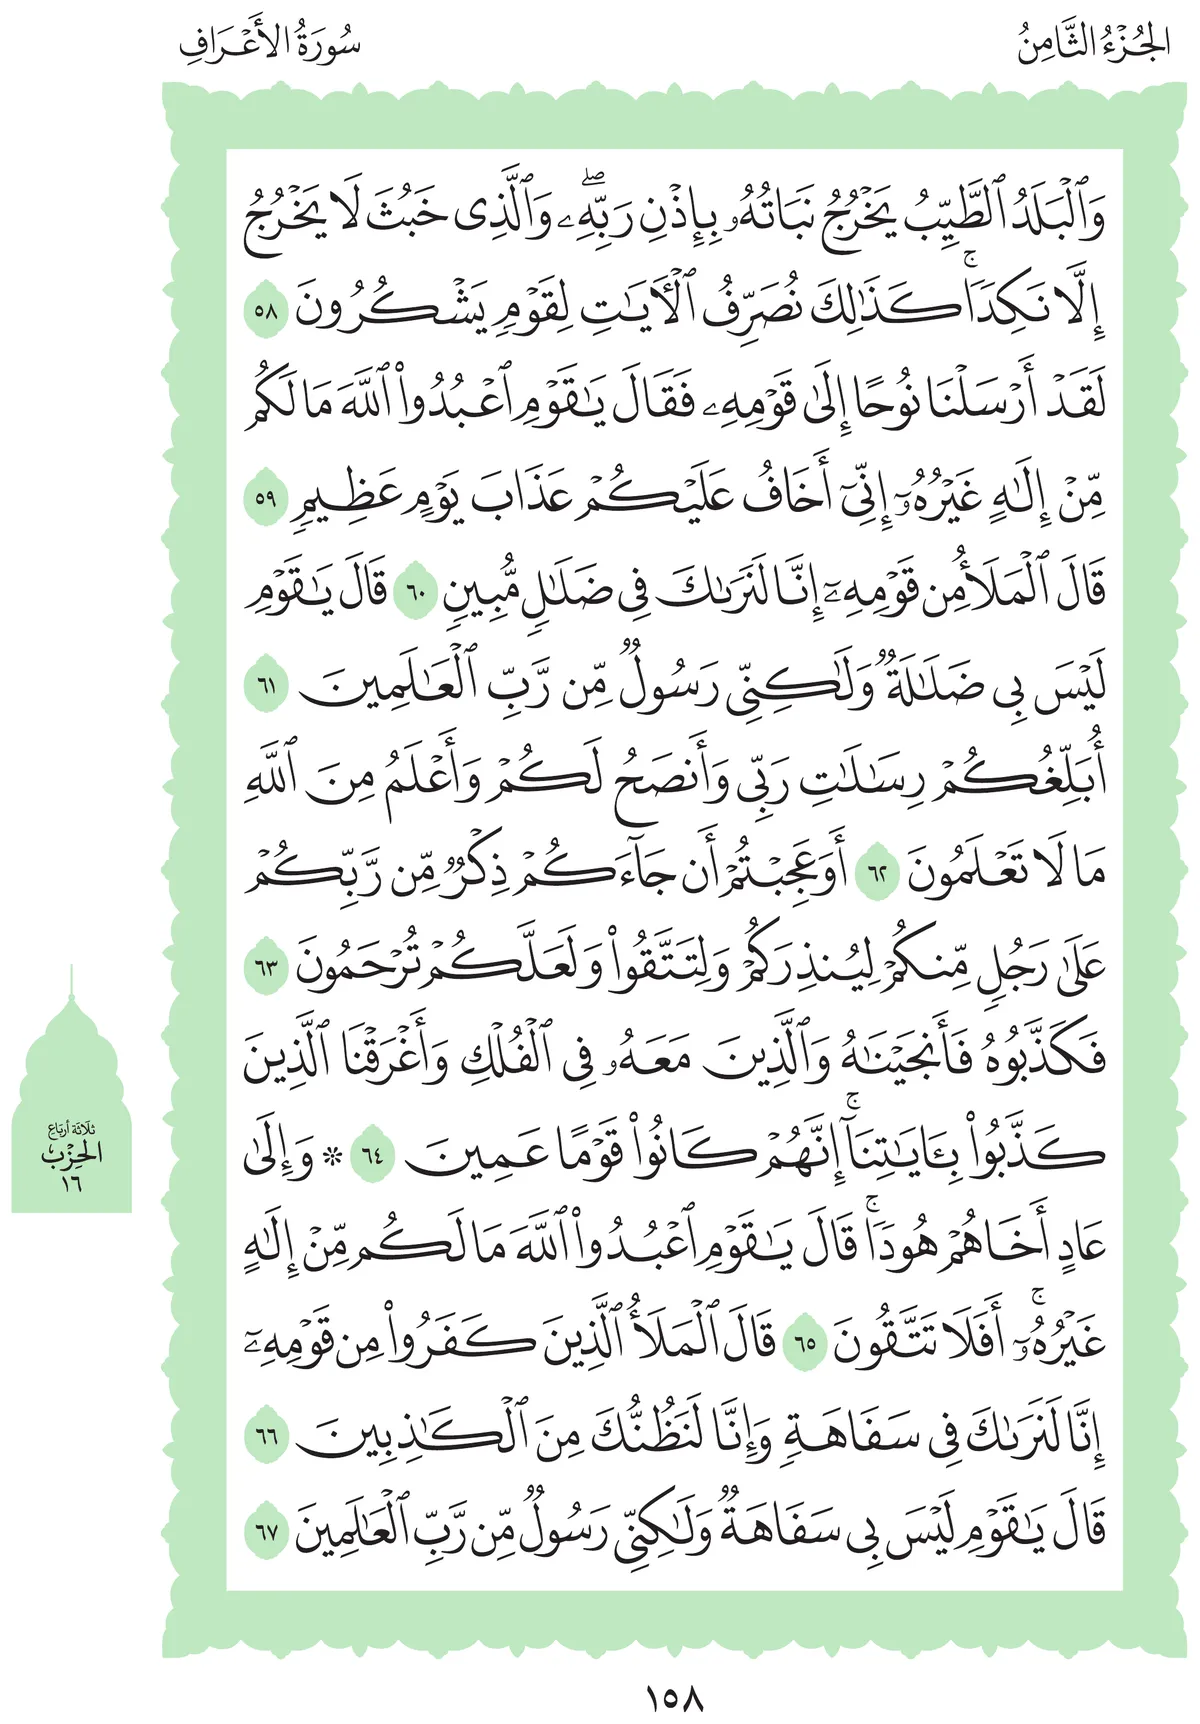 الجُزْءُ الثَّامِنُ
سُورَةُ الأَعْرَافِ
وَٱلْبَلَدُ ٱلطَّيِّبُ يَخْرُجُ نَبَاتُهُۥ بِإِذْنِ رَبِّهِۦۖ وَٱلَّذِى خَبُثَ لَا يَخْرُجُ
إِلَّا نَكِدًاۚ كَذَٰلِكَ نُصَرِّفُ ٱلْأَيَـٰتِ لِقَوْمٍ يَشْكُرُونَ ٥٨
لَقَدْ أَرْسَلْنَا نُوحًا إِلَىٰ قَوْمِهِۦ فَقَالَ يَـٰقَوْمِ ٱعْبُدُوا۟ ٱللَّهَ مَا لَكُم
مِّنْ إِلَـٰهٍ غَيْرُهُۥٓ إِنِّىٓ أَخَافُ عَلَيْكُمْ عَذَابَ يَوْمٍ عَظِيمٍ ٥٩
قَالَ ٱلْمَلَأُ مِن قَوْمِهِۦٓ إِنَّا لَنَرَىٰكَ فِى ضَلَـٰلٍ مُّبِينٍ ٦٠ قَالَ يَـٰقَوْمِ
لَيْسَ بِى ضَلَـٰلَةٌ وَلَـٰكِنِّى رَسُولٌ مِّن رَّبِّ ٱلْعَـٰلَمِينَ ٦١
أُبَلِّغُكُمْ رِسَـٰلَـٰتِ رَبِّى وَأَنصَحُ لَكُمْ وَأَعْلَمُ مِنَ ٱللَّهِ
مَا لَا تَعْلَمُونَ ٦٢ أَوَعَجِبْتُمْ أَن جَآءَكُمْ ذِكْرٌ مِّن رَّبِّكُمْ
عَلَىٰ رَجُلٍ مِّنكُمْ لِيُنذِرَكُمْ وَلِتَتَّقُوا۟ وَلَعَلَّكُمْ تُرْحَمُونَ ٦٣
فَكَذَّبُوهُ فَأَنجَيْنَـٰهُ وَٱلَّذِينَ مَعَهُۥ فِى ٱلْفُلْكِ وَأَغْرَقْنَا ٱلَّذِينَ
كَذَّبُوا۟ بِـَٔايَـٰتِنَآۚ إِنَّهُمْ كَانُوا۟ قَوْمًا عَمِينَ ٦٤ ۞ وَإِلَىٰ
عَادٍ أَخَاهُمْ هُودًاۚ قَالَ يَـٰقَوْمِ ٱعْبُدُوا۟ ٱللَّهَ مَا لَكُم مِّنْ إِلَـٰهٍ
غَيْرُهُۥٓۚ أَفَلَا تَتَّقُونَ ٦٥ قَالَ ٱلْمَلَأُ ٱلَّذِينَ كَفَرُوا۟ مِن قَوْمِهِۦٓ
إِنَّا لَنَرَىٰكَ فِى سَفَاهَةٍ وَإِنَّا لَنَظُنُّكَ مِنَ ٱلْكَـٰذِبِينَ ٦٦
قَالَ يَـٰقَوْمِ لَيْسَ بِى سَفَاهَةٌ وَلَـٰكِنِّى رَسُولٌ مِّن رَّبِّ ٱلْعَـٰلَمِينَ ٦٧
ثلَاثَة أَربَاعِ
الحِزْب
١٦
١٥٨